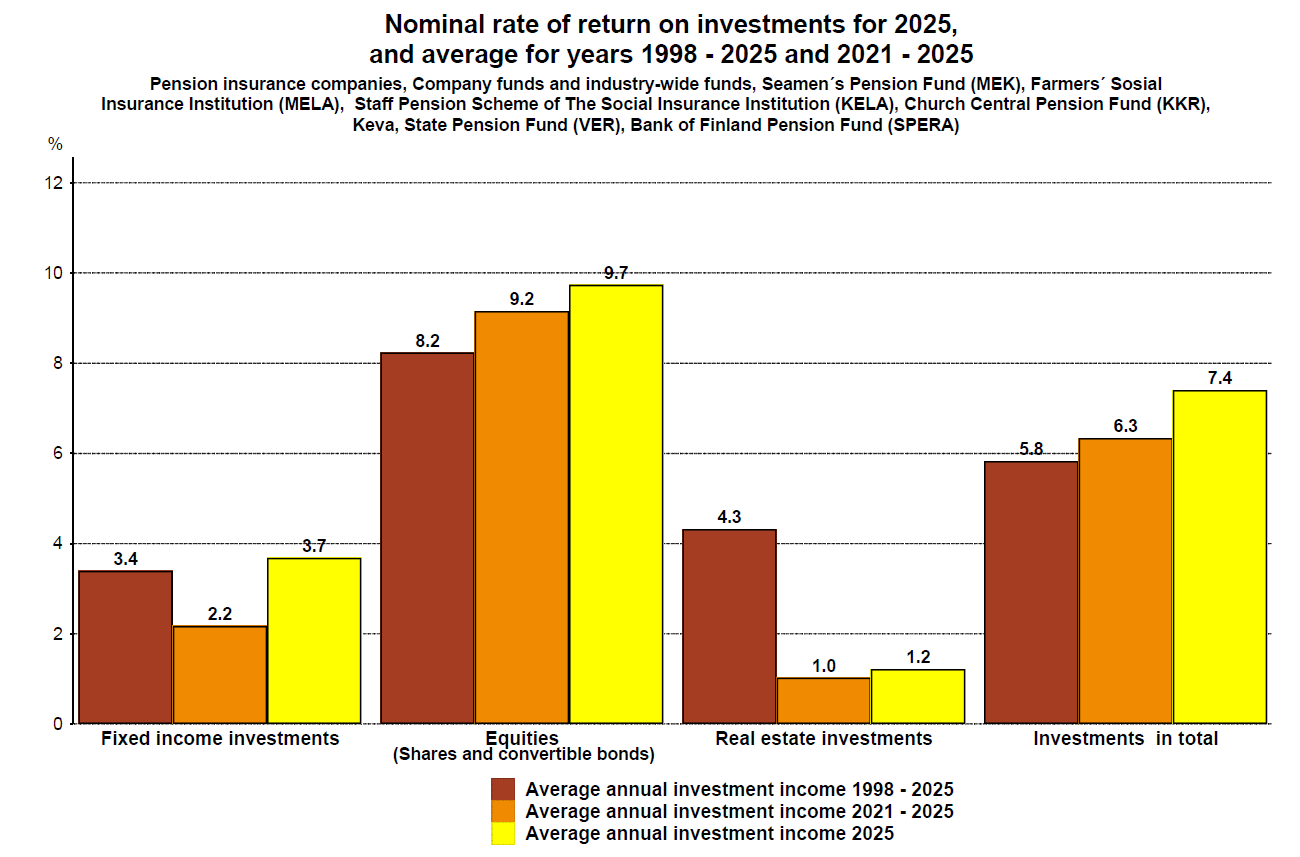 Nominal rate of return on investments for 2025,
and average for years 1998 - 2025 and 2021 - 2025
Pension insurance companies, Company funds and industry-wide funds, Seamen´s Pension Fund (MEK), Farmers´ Sosial
Insurance Institution (MELA), Staff Pension Scheme of The Social Insurance Institution (KELA), Church Central Pension Fund (KKR),
Keva, State Pension Fund (VER), Bank of Finland Pension Fund (SPERA)
%
12
10
8
6
4
2
0
3.4
2.2
3.7
8.2
9.2
9.7
4.3
1.0
1.2
5.8
6.3
7.4
Fixed income investments
Equities
(Shares and convertible bonds)
Real estate investments
Investments in total
Average annual investment income 1998 - 2025
Average annual investment income 2021 - 2025
Average annual investment income 2025